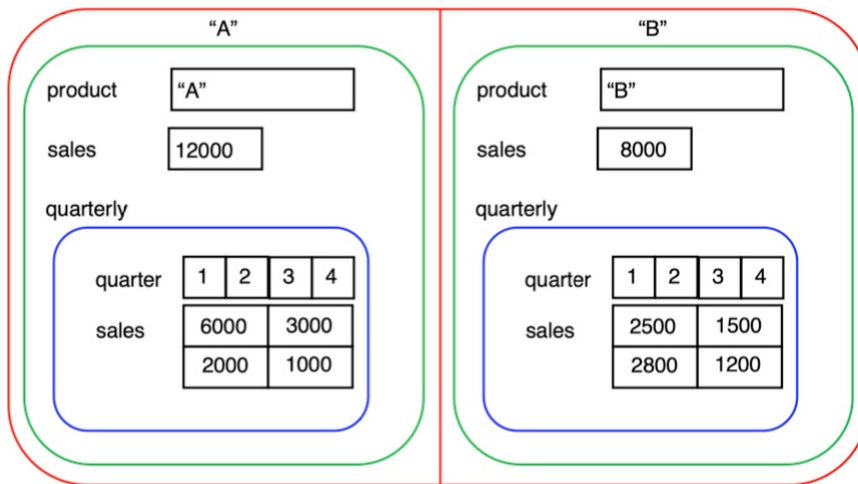 “A”
product “A”
sales 12000
quarterly
quarter 1 2 3 4
sales 6000 3000
2000 1000
“B”
product “B”
sales 8000
quarterly
quarter 1 2 3 4
sales 2500 1500
2800 1200